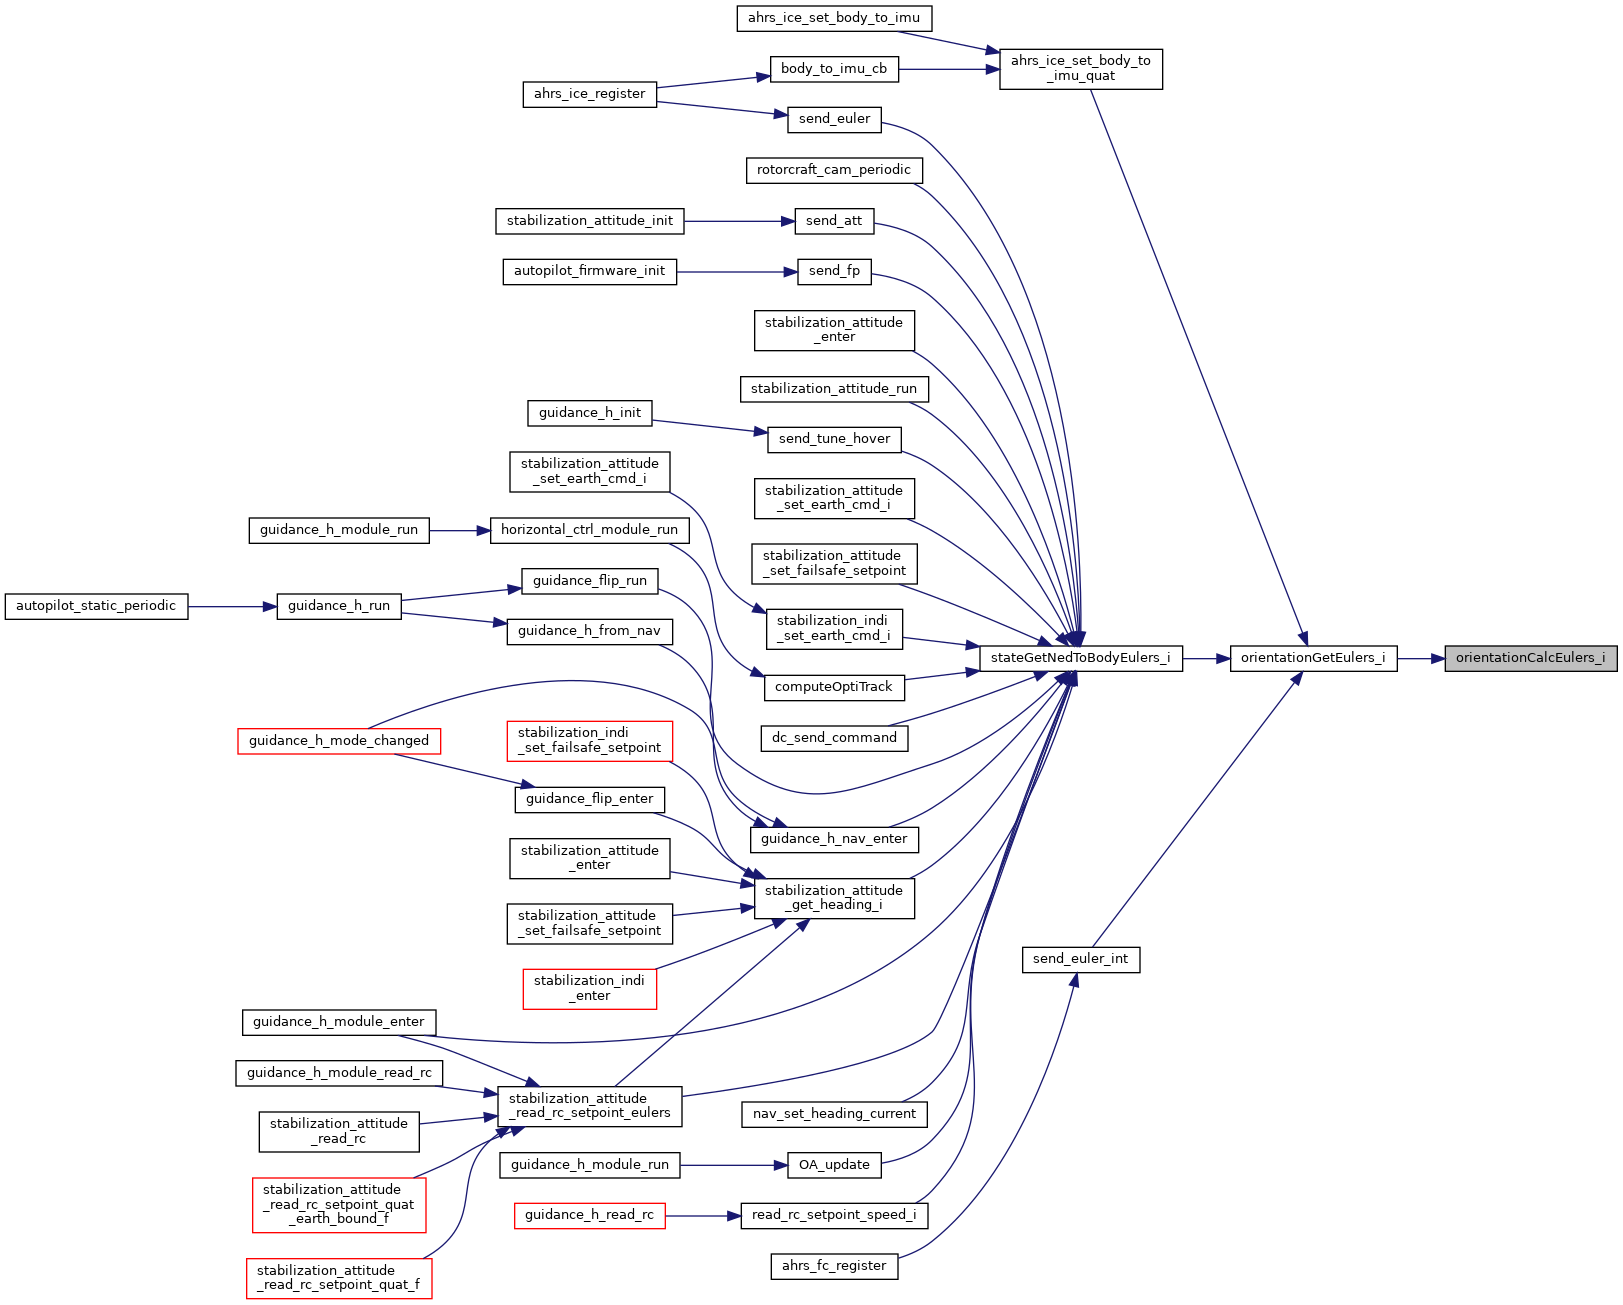 ahrs_ice_set_body_to_imu
ahrs_ice_set_body_to
_imu_quat
body_to_imu_cb
ahrs_ice_register
send_euler
rotorcraft_cam_periodic
stabilization_attitude_init
send_att
autopilot_firmware_init
send_fp
stabilization_attitude
_enter
stabilization_attitude_run
guidance_h_init
send_tune_hover
stabilization_attitude
_set_earth_cmd_i
stabilization_attitude
_set_earth_cmd_i
guidance_h_module_run
horizontal_ctrl_module_run
stabilization_attitude
_set_failsafe_setpoint
autopilot_static_periodic
guidance_h_run
guidance_flip_run
guidance_h_from_nav
stabilization_indi
_set_earth_cmd_i
stateGetNedToBodyEulers_i
orientationGetEulers_i
orientationCalcEulers_i
computeOptiTrack
dc_send_command
guidance_h_mode_changed
stabilization_indi
_set_failsafe_setpoint
guidance_flip_enter
guidance_h_nav_enter
stabilization_attitude
_enter
stabilization_attitude
_get_heading_i
stabilization_attitude
_set_failsafe_setpoint
send_euler_int
stabilization_indi
_enter
guidance_h_module_enter
guidance_h_module_read_rc
stabilization_attitude
_read_rc_setpoint_eulers
nav_set_heading_current
stabilization_attitude
_read_rc
guidance_h_module_run
OA_update
stabilization_attitude
_read_rc_setpoint_quat
_earth_bound_f
guidance_h_read_rc
read_rc_setpoint_speed_i
ahrs_fc_register
stabilization_attitude
_read_rc_setpoint_quat_f